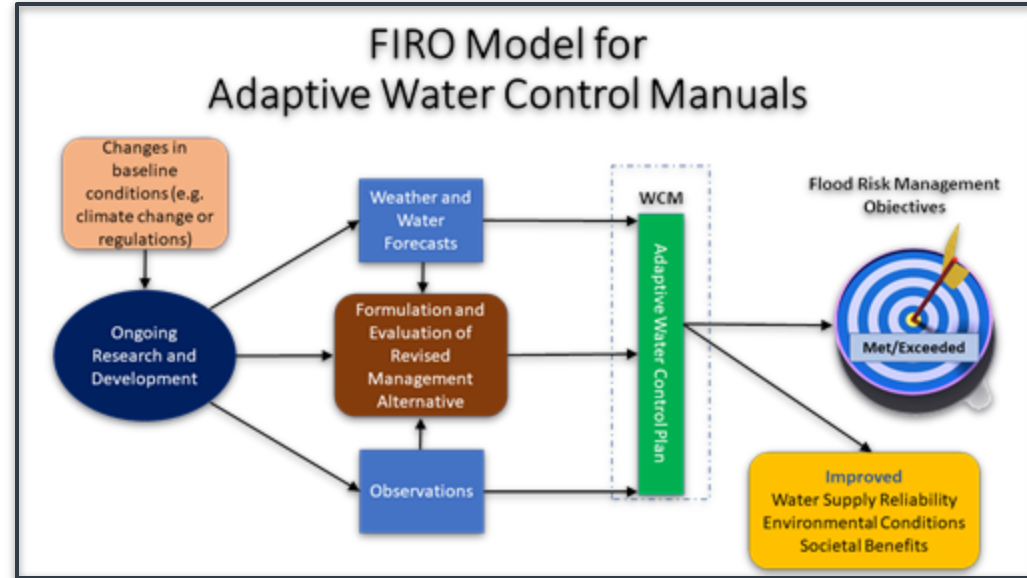 FIRO Model for
Adaptive Water Control Manuals
Changes in
baseline
conditions (e.g.
climate change or
regulations)
Ongoing
Research and
Development
Weather and
Water
Forecasts
Formulation and
Evaluation of
Revised
Management
Alternative
Observations
WCM
Adaptive Water Control Plan
Flood Risk Management
Objectives
Met/Exceeded
Improved
Water Supply Reliability
Environmental Conditions
Societal Benefits